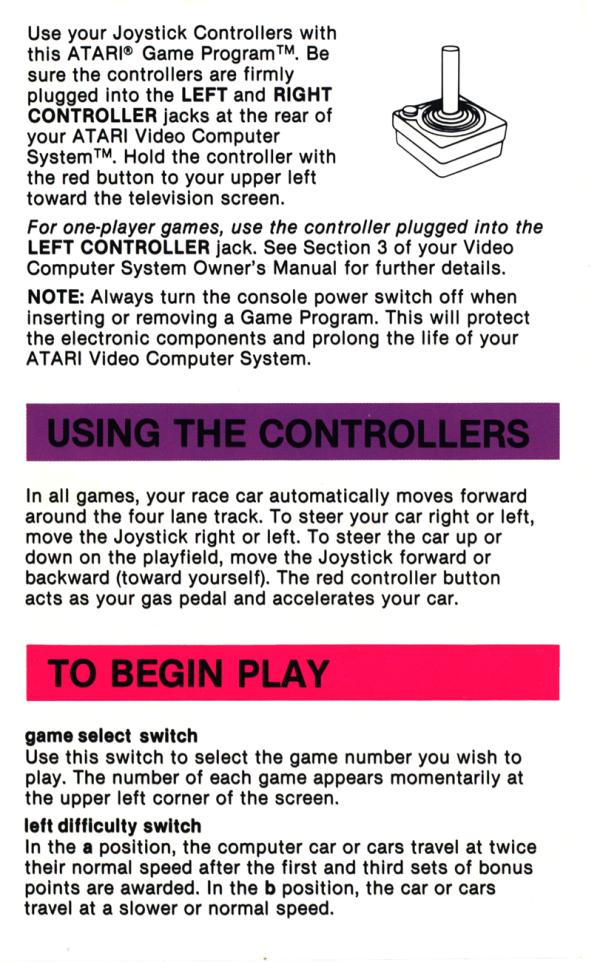 Use your Joystick Controllers with
this ATARI® Game Program™. Be
sure the controllers are firmly
plugged into the LEFT and RIGHT
CONTROLLER jacks at the rear of
your ATARI Video Computer
System™. Hold the controller with
the red button to your upper left
toward the television screen.
For one-player games, use the controller plugged into the
LEFT CONTROLLER jack. See Section 3 of your Video
Computer System Owner's Manual for further details.
NOTE: Always turn the console power switch off when
inserting or removing a Game Program. This will protect
the electronic components and prolong the life of your
ATARI Video Computer System.
USING THE CONTROLLERS
In all games, your race car automatically moves forward
around the four lane track. To steer your car right or left,
move the Joystick right or left. To steer the car up or
down on the playfield, move the Joystick forward or
backward (toward yourself). The red controller button
acts as your gas pedal and accelerates your car.
TO BEGIN PLAY
game select switch
Use this switch to select the game number you wish to
play. The number of each game appears momentarily at
the upper left corner of the screen.
left difficulty switch
In the a position, the computer car or cars travel at twice
their normal speed after the first and third sets of bonus
points are awarded. In the b position, the car or cars
travel at a slower or normal speed.